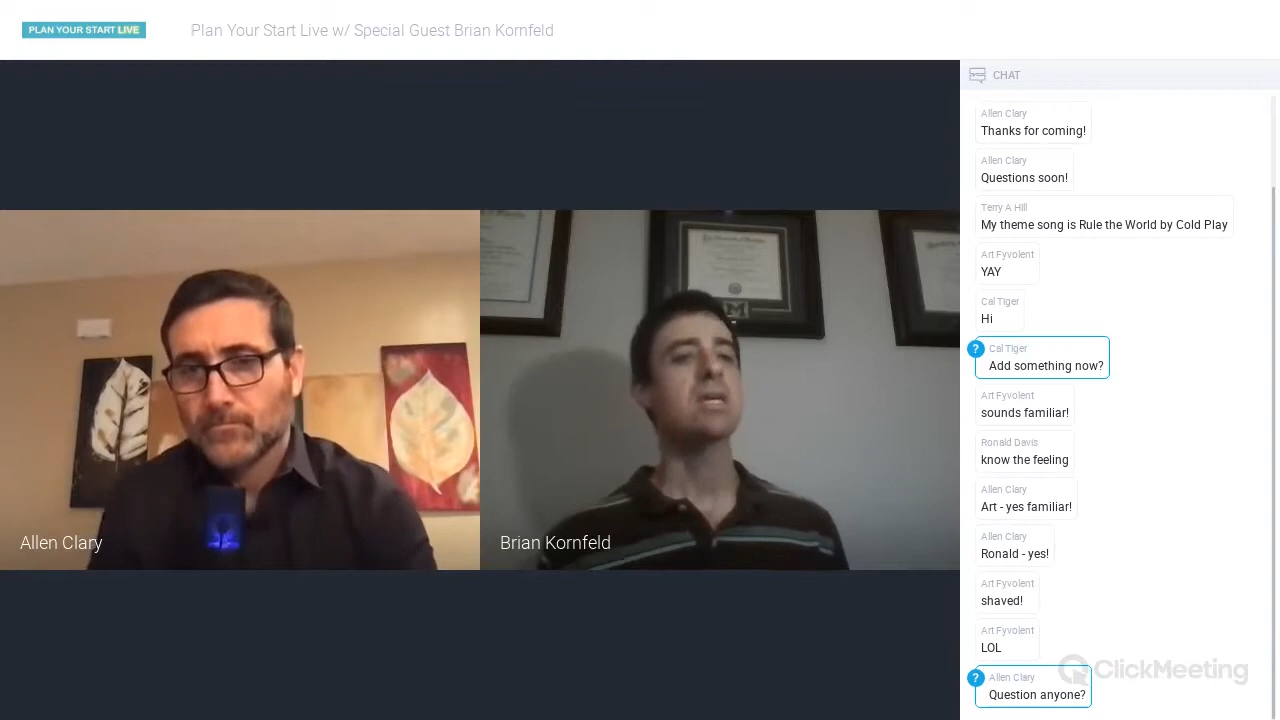 PLAN YOUR START LIVE
Plan Your Start Live w/ Special Guest Brian Kornfeld
CHAT
Allen Clary
Thanks for coming!
Allen Clary
Questions soon!
Terry A Hill
My theme song is Rule the World by Cold Play
Art Fyvolent
YAY
Cal Tiger
Hi
?
Cal Tiger
Add something now?
Art Fyvolent
sounds familiar!
Ronald Davis
know the feeling
Allen Clary
Art - yes familiar!
Allen Clary
Ronald - yes!
Art Fyvolent
shaved!
Art Fyvolent
LOL
?
Allen Clary
Question anyone?
ClickMeeting
M
Allen Clary
Brian Kornfeld